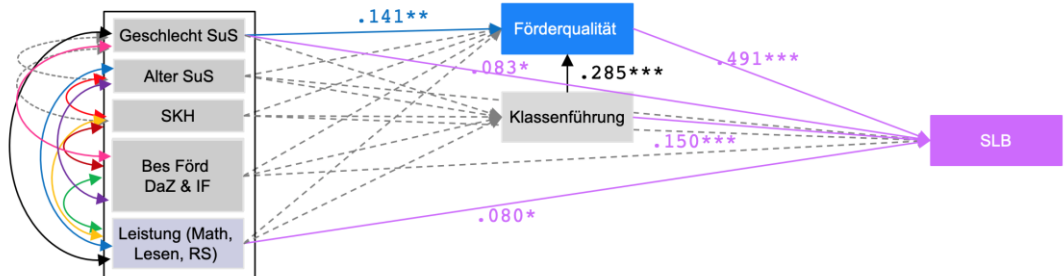 .141**
Geschlecht SuS
Förderqualität
.491***
.083*
Alter SuS
.285***
SKH
Klassenführung
.150***
SLB
Bes Förd
DaZ & IF
.080*
Leistung (Math,
Lesen, RS)